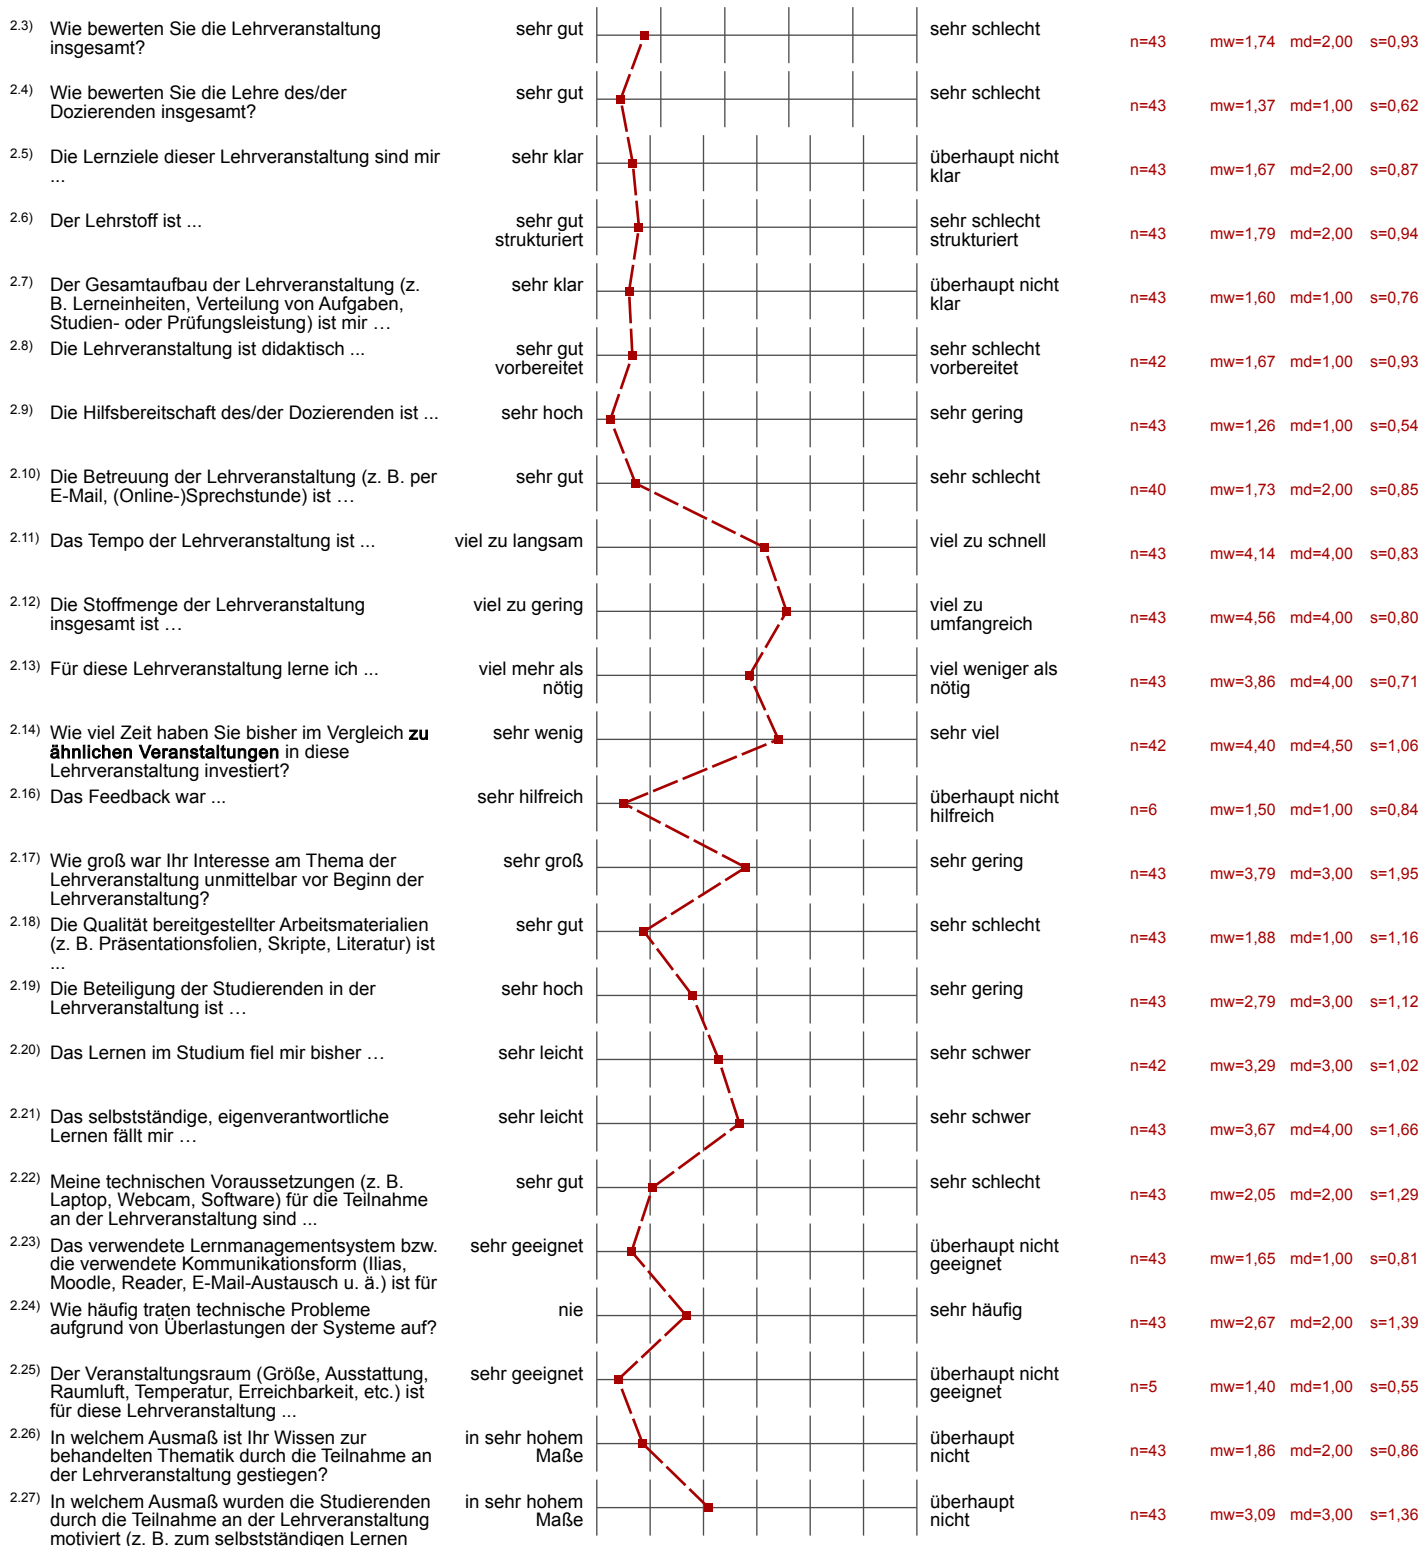 2.3) Wie bewerten Sie die Lehrveranstaltung sehr gut sehr schlecht
insgesamt? n=43 mw=1,74 md=2,00 s=0,93
2.4) Wie bewerten Sie die Lehre des/der sehr gut sehr schlecht
Dozierenden insgesamt? n=43 mw=1,37 md=1,00 s=0,62
2.5) Die Lernziele dieser Lehrveranstaltung sind mir sehr klar überhaupt nicht
... klar n=43 mw=1,67 md=2,00 s=0,87
2.6) Der Lehrstoff ist ... sehr gut sehr schlecht
strukturiert strukturiert n=43 mw=1,79 md=2,00 s=0,94
2.7) Der Gesamtaufbau der Lehrveranstaltung (z. sehr klar überhaupt nicht
B. Lerneinheiten, Verteilung von Aufgaben, klar n=43 mw=1,60 md=1,00 s=0,76
Studien- oder Prüfungsleistung) ist mir …
2.8) Die Lehrveranstaltung ist didaktisch ... sehr gut sehr schlecht
vorbereitet vorbereitet n=42 mw=1,67 md=1,00 s=0,93
2.9) Die Hilfsbereitschaft des/der Dozierenden ist ... sehr hoch sehr gering
n=43 mw=1,26 md=1,00 s=0,54
2.10) Die Betreuung der Lehrveranstaltung (z. B. per sehr gut sehr schlecht
E-Mail, (Online-)Sprechstunde) ist … n=40 mw=1,73 md=2,00 s=0,85
2.11) Das Tempo der Lehrveranstaltung ist ... viel zu langsam viel zu schnell
n=43 mw=4,14 md=4,00 s=0,83
2.12) Die Stoffmenge der Lehrveranstaltung viel zu gering viel zu
insgesamt ist … umfangreich n=43 mw=4,56 md=4,00 s=0,80
2.13) Für diese Lehrveranstaltung lerne ich ... viel mehr als viel weniger als
nötig nötig n=43 mw=3,86 md=4,00 s=0,71
2.14) Wie viel Zeit haben Sie bisher im Vergleich zu sehr wenig sehr viel
ähnlichen Veranstaltungen in diese n=42 mw=4,40 md=4,50 s=1,06
Lehrveranstaltung investiert?
2.16) Das Feedback war ... sehr hilfreich überhaupt nicht
hilfreich n=6 mw=1,50 md=1,00 s=0,84
2.17) Wie groß war Ihr Interesse am Thema der sehr groß sehr gering
Lehrveranstaltung unmittelbar vor Beginn der n=43 mw=3,79 md=3,00 s=1,95
Lehrveranstaltung?
2.18) Die Qualität bereitgestellter Arbeitsmaterialien sehr gut sehr schlecht
(z. B. Präsentationsfolien, Skripte, Literatur) ist n=43 mw=1,88 md=1,00 s=1,16
...
2.19) Die Beteiligung der Studierenden in der sehr hoch sehr gering
Lehrveranstaltung ist … n=43 mw=2,79 md=3,00 s=1,12
2.20) Das Lernen im Studium fiel mir bisher … sehr leicht sehr schwer
n=42 mw=3,29 md=3,00 s=1,02
2.21) Das selbstständige, eigenverantwortliche sehr leicht sehr schwer
Lernen fällt mir … n=43 mw=3,67 md=4,00 s=1,66
2.22) Meine technischen Voraussetzungen (z. B. sehr gut sehr schlecht
Laptop, Webcam, Software) für die Teilnahme n=43 mw=2,05 md=2,00 s=1,29
an der Lehrveranstaltung sind ...
2.23) Das verwendete Lernmanagementsystem bzw. sehr geeignet überhaupt nicht
die verwendete Kommunikationsform (Ilias, geeignet n=43 mw=1,65 md=1,00 s=0,81
Moodle, Reader, E-Mail-Austausch u. ä.) ist für
2.24) Wie häufig traten technische Probleme nie sehr häufig
aufgrund von Überlastungen der Systeme auf? n=43 mw=2,67 md=2,00 s=1,39
2.25) Der Veranstaltungsraum (Größe, Ausstattung, sehr geeignet überhaupt nicht
Raumluft, Temperatur, Erreichbarkeit, etc.) ist geeignet n=5 mw=1,40 md=1,00 s=0,55
für diese Lehrveranstaltung ...
2.26) In welchem Ausmaß ist Ihr Wissen zur in sehr hohem überhaupt
behandelten Thematik durch die Teilnahme an Maße nicht n=43 mw=1,86 md=2,00 s=0,86
der Lehrveranstaltung gestiegen?
2.27) In welchem Ausmaß wurden die Studierenden in sehr hohem überhaupt
durch die Teilnahme an der Lehrveranstaltung Maße nicht n=43 mw=3,09 md=3,00 s=1,36
motiviert (z. B. zum selbstständigen Lernen